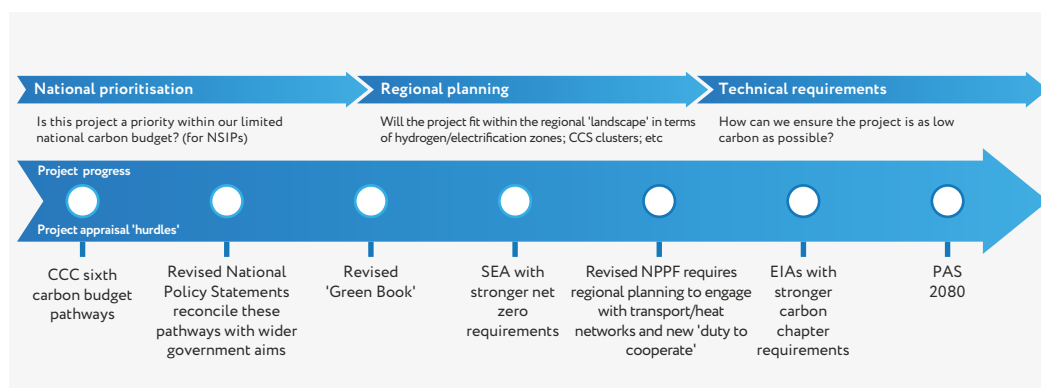 National prioritisation
Regional planning
Technical requirements
Is this project a priority within our limited
national carbon budget? (for NSIPs)
Will the project fit within the regional 'landscape' in terms
of hydrogen/electrification zones; CCS clusters; etc
How can we ensure the project is as low
carbon as possible?
Project progress
Project appraisal 'hurdles'
CCC sixth
carbon budget
pathways
Revised National
Policy Statements
reconcile these
pathways with wider
government aims
Revised
'Green Book'
SEA with
stronger net
zero
requirements
Revised NPPF requires
regional planning to engage
with transport/heat
networks and new 'duty to
cooperate'
EIAs with
stronger
carbon
chapter
requirements
PAS
2080